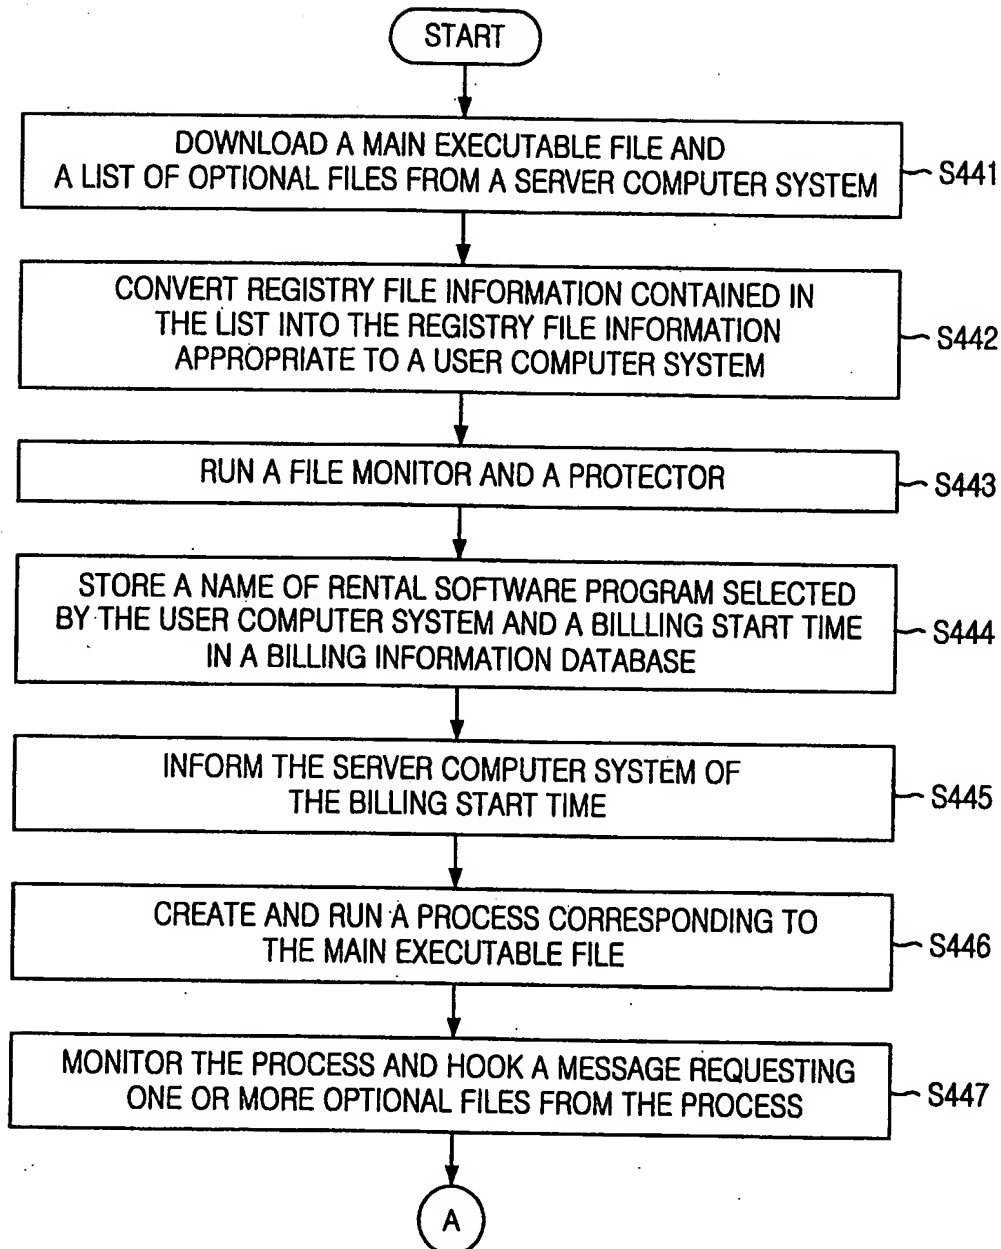 START
DOWNLOAD A MAIN EXECUTABLE FILE AND
A LIST OF OPTIONAL FILES FROM A SERVER COMPUTER SYSTEM
S441
CONVERT REGISTRY FILE INFORMATION CONTAINED IN
THE LIST INTO THE REGISTRY FILE INFORMATION
APPROPRIATE TO A USER COMPUTER SYSTEM
S442
RUN A FILE MONITOR AND A PROTECTOR
S443
STORE A NAME OF RENTAL SOFTWARE PROGRAM SELECTED
BY THE USER COMPUTER SYSTEM AND A BILLLING START TIME
IN A BILLING INFORMATION DATABASE
S444
INFORM THE SERVER COMPUTER SYSTEM OF
THE BILLING START TIME
S445
CREATE AND RUN A PROCESS CORRESPONDING TO
THE MAIN EXECUTABLE FILE
S446
MONITOR THE PROCESS AND HOOK A MESSAGE REQUESTING
ONE OR MORE OPTIONAL FILES FROM THE PROCESS
S447
A